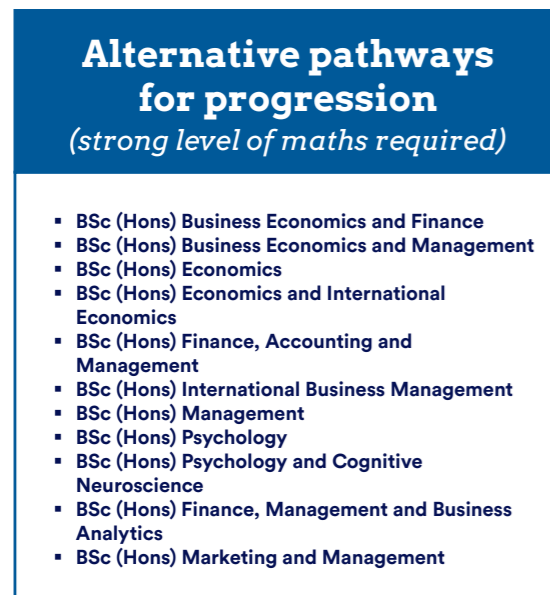 Alternative pathways
for progression
(strong level of maths required)
▪ BSc (Hons) Business Economics and Finance
▪ BSc (Hons) Business Economics and Management
▪ BSc (Hons) Economics
▪ BSc (Hons) Economics and International
Economics
▪ BSc (Hons) Finance, Accounting and
Management
▪ BSc (Hons) International Business Management
▪ BSc (Hons) Management
▪ BSc (Hons) Psychology
▪ BSc (Hons) Psychology and Cognitive
Neuroscience
▪ BSc (Hons) Finance, Management and Business
Analytics
▪ BSc (Hons) Marketing and Management